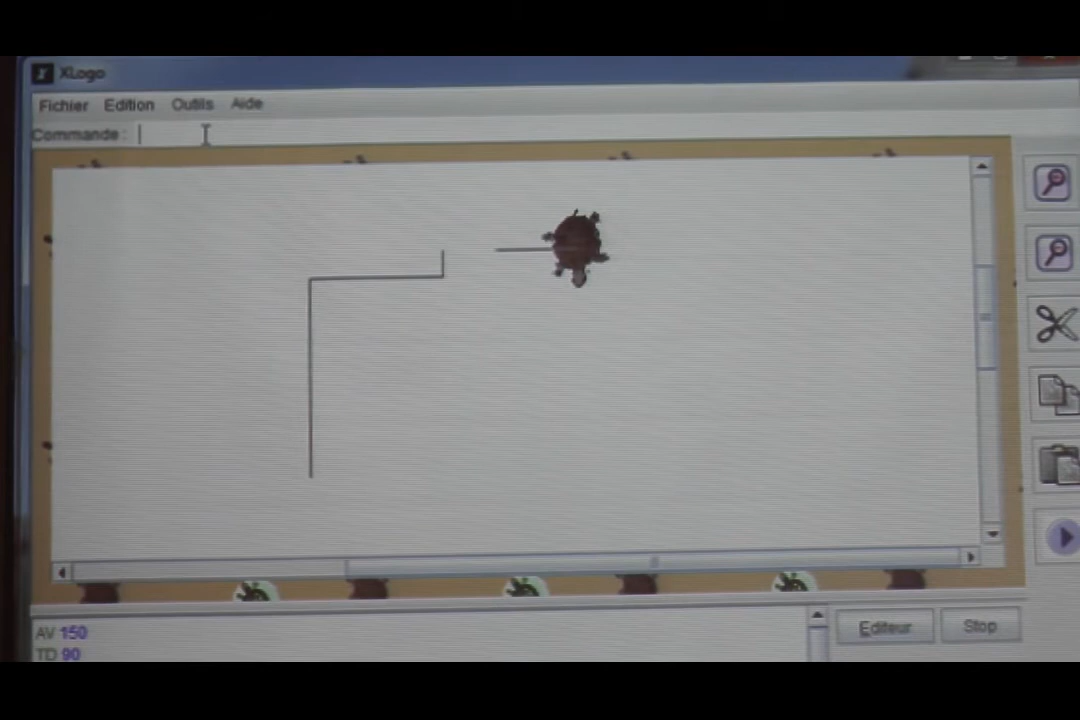 XLogo
Fichier Edition Outils Aide
Commande :
AV 150
TD 90
Editeur Stop